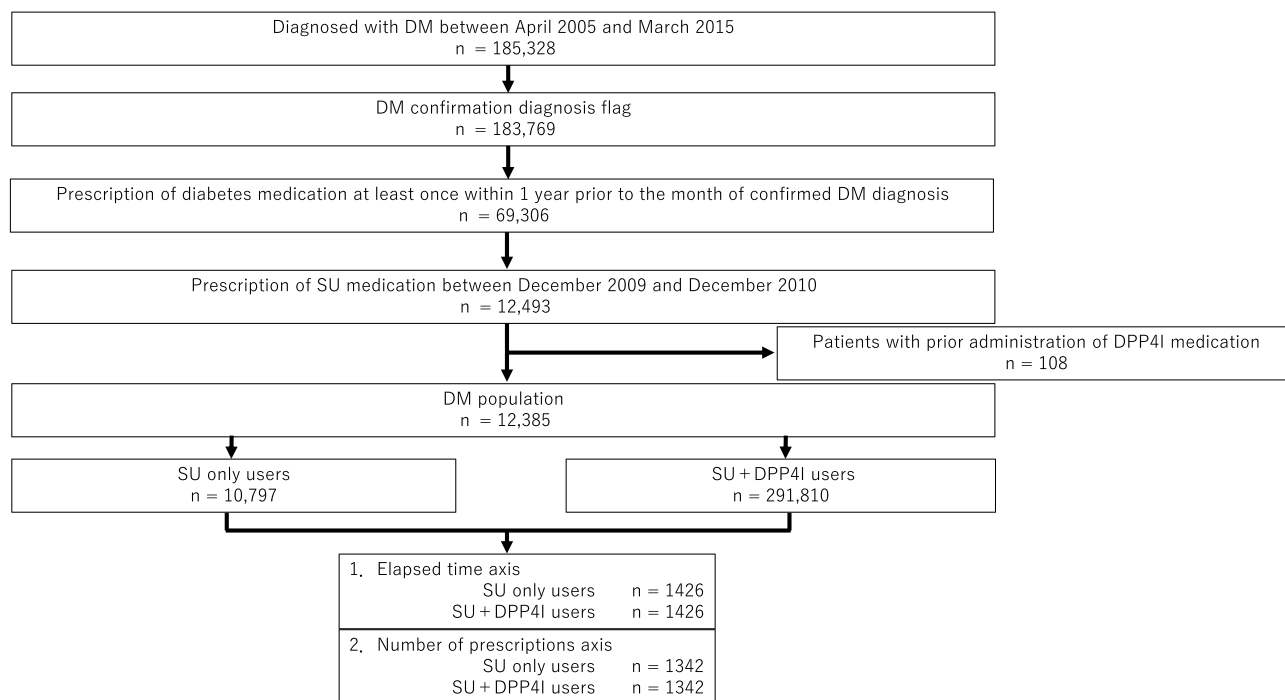 Diagnosed with DM between April 2005 and March 2015
n = 185,328
DM confirmation diagnosis flag
n = 183,769
Prescription of diabetes medication at least once within 1 year prior to the month of confirmed DM diagnosis
n = 69,306
Prescription of SU medication between December 2009 and December 2010
n = 12,493
Patients with prior administration of DPP4I medication
n = 108
DM population
n = 12,385
SU only users
n = 10,797
SU+DPP4I users
n = 291,810
1. Elapsed time axis
SU only users n = 1426
SU+DPP4I users n = 1426
2. Number of prescriptions axis
SU only users n = 1342
SU+DPP4I users n = 1342